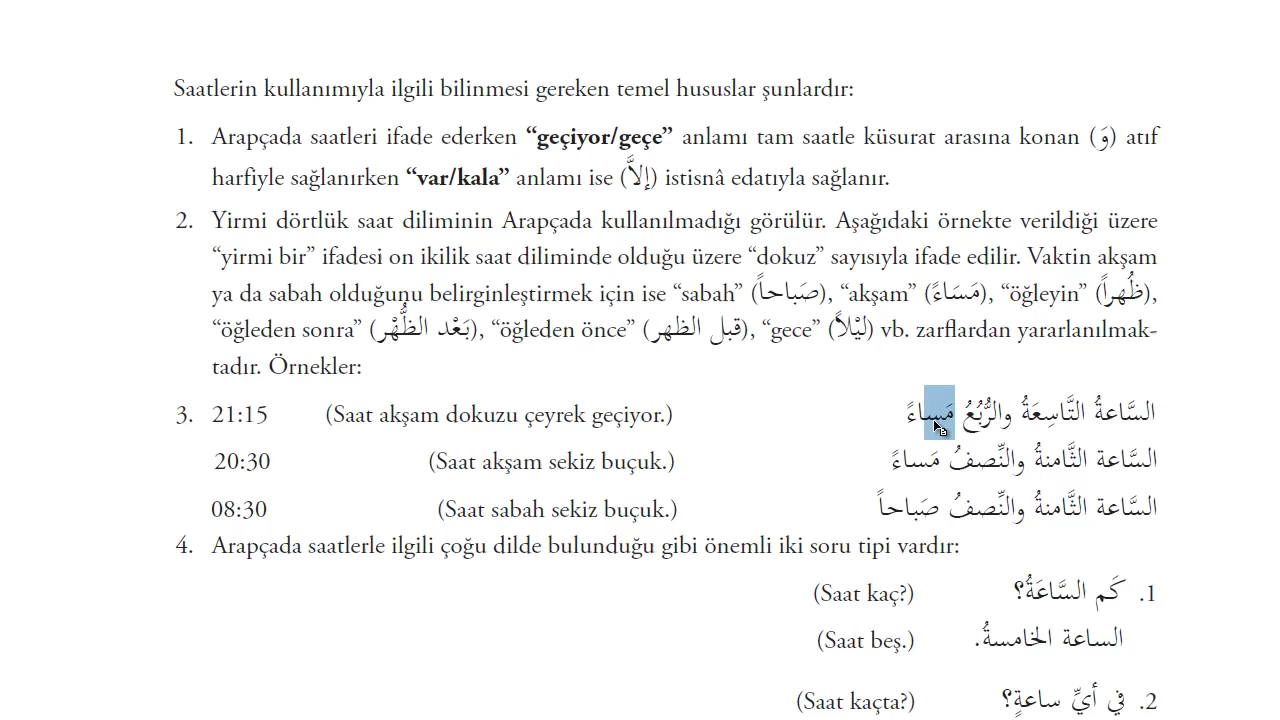 Saatlerin kullanımıyla ilgili bilinmesi gereken temel hususlar şunlardır:
1. Arapçada saatleri ifade ederken “geçiyor/geçe” anlamı tam saatle küsurat arasına konan (وَ) atıf
harfiyle sağlanırken “var/kala” anlamı ise (إلاَّ) istisnâ edatıyla sağlanır.
2. Yirmi dörtlük saat diliminin Arapçada kullanılmadığı görülür. Aşağıdaki örnekte verildiği üzere
“yirmi bir” ifadesi on ikilik saat diliminde olduğu üzere “dokuz” sayısıyla ifade edilir. Vaktin akşam
ya da sabah olduğunu belirginleştirmek için ise “sabah” (صَباحاً), “akşam” (مَسَاءً), “öğleyin” (ظُهراً),
“öğleden sonra” (بَعْد الظُّهْر), “öğleden önce” (قبل الظهر), “gece” (ليْلاً) vb. zarflardan yararlanılmak-
tadır. Örnekler:
3. 21:15 (Saat akşam dokuzu çeyrek geçiyor.) السَّاعةُ التَّاسِعَةُ والرُّبُعُ مَساءً
20:30 (Saat akşam sekiz buçuk.) السَّاعة الثَّامنةُ والنِّصفُ مَساءً
08:30 (Saat sabah sekiz buçuk.) السَّاعة الثَّامنةُ والنِّصفُ صَباحاً
4. Arapçada saatlerle ilgili çoğu dilde bulunduğu gibi önemli iki soru tipi vardır:
1. كَم السَّاعَةُ؟ (Saat kaç?)
الساعة الخامسةُ. (Saat beş.)
2. في أيِّ ساعةٍ؟ (Saat kaçta?)